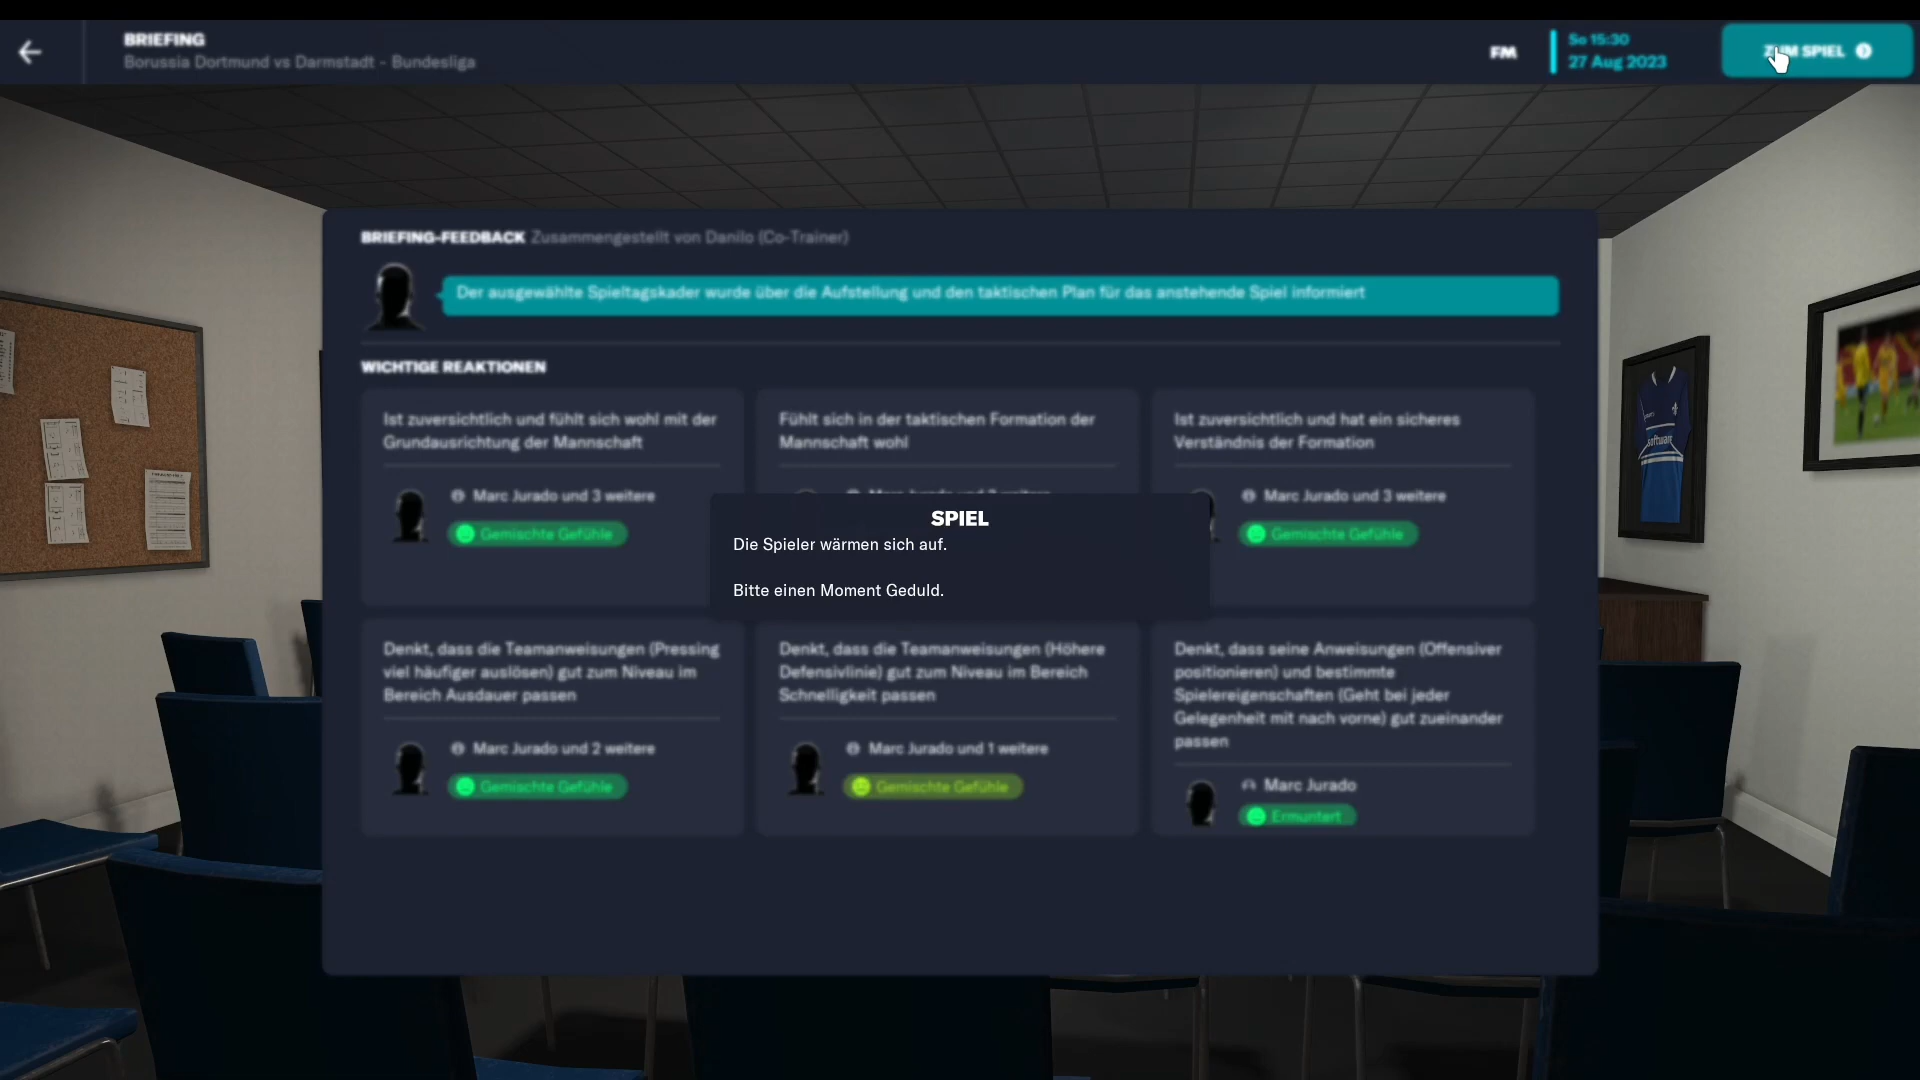 BRIEFING
Borussia Dortmund vs Darmstadt - Bundesliga
FM
So 15:30
27 Aug 2023
ZUM SPIEL
BRIEFING-FEEDBACK Zusammengestellt von Danilo (Co-Trainer)
Der ausgewählte Spieltagskader wurde über die Aufstellung und den taktischen Plan für das anstehende Spiel informiert
WICHTIGE REAKTIONEN
Ist zuversichtlich und fühlt sich wohl mit der
Grundausrichtung der Mannschaft
Marc Jurado und 3 weitere
Gemischte Gefühle
Fühlt sich in der taktischen Formation der
Mannschaft wohl
Ist zuversichtlich und hat ein sicheres
Verständnis der Formation
Marc Jurado und 3 weitere
Gemischte Gefühle
SPIEL
Die Spieler wärmen sich auf.
Bitte einen Moment Geduld.
Denkt, dass die Teamanweisungen (Pressing
viel häufiger auslösen) gut zum Niveau im
Bereich Ausdauer passen
Marc Jurado und 2 weitere
Gemischte Gefühle
Denkt, dass die Teamanweisungen (Höhere
Defensivlinie) gut zum Niveau im Bereich
Schnelligkeit passen
Marc Jurado und 1 weitere
Gemischte Gefühle
Denkt, dass seine Anweisungen (Offensiver
positionieren) und bestimmte
Spielereigenschaften (Geht bei jeder
Gelegenheit mit nach vorne) gut zueinander
passen
Marc Jurado
Ermuntert
software